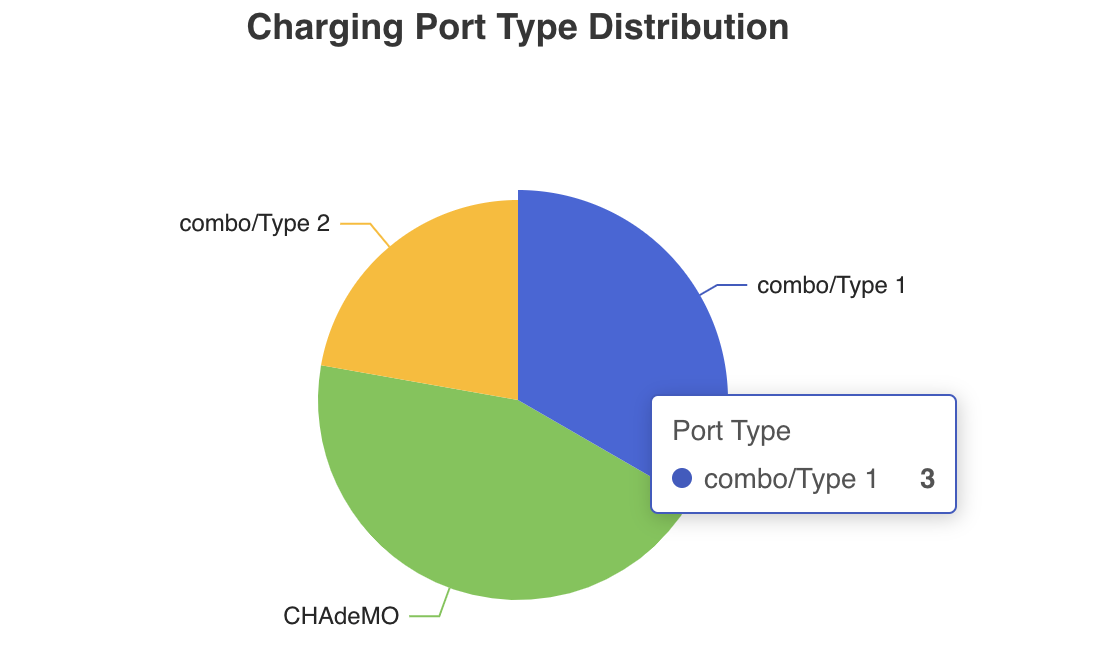 Charging Port Type Distribution
combo/Type 2
combo/Type 1
Port Type
combo/Type 1 3
CHAdeMO